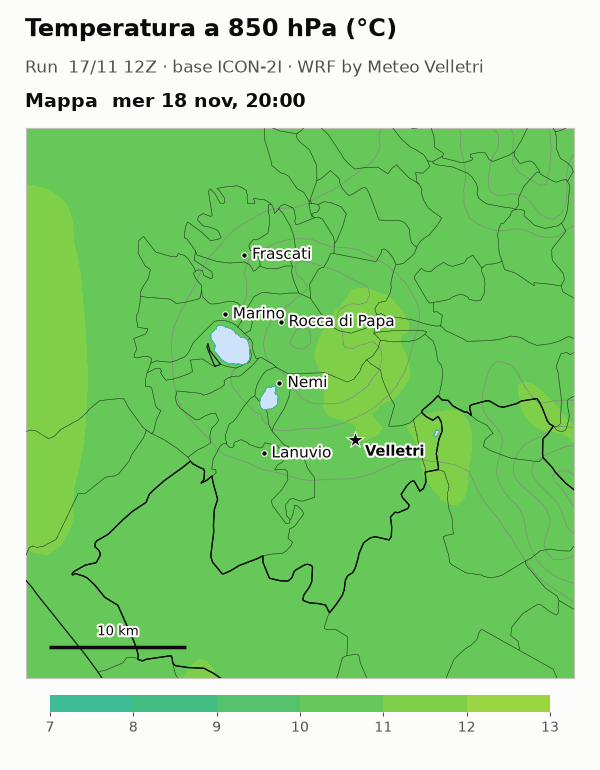 Temperatura a 850 hPa (°C)
Run  17/11 12Z · base ICON-2I · WRF by Meteo Velletri
Mappa  mer 18 nov, 20:00
Frascati
Marino
Rocca di Papa
Nemi
Velletri
Lanuvio
10 km
7 8 9 10 11 12 13